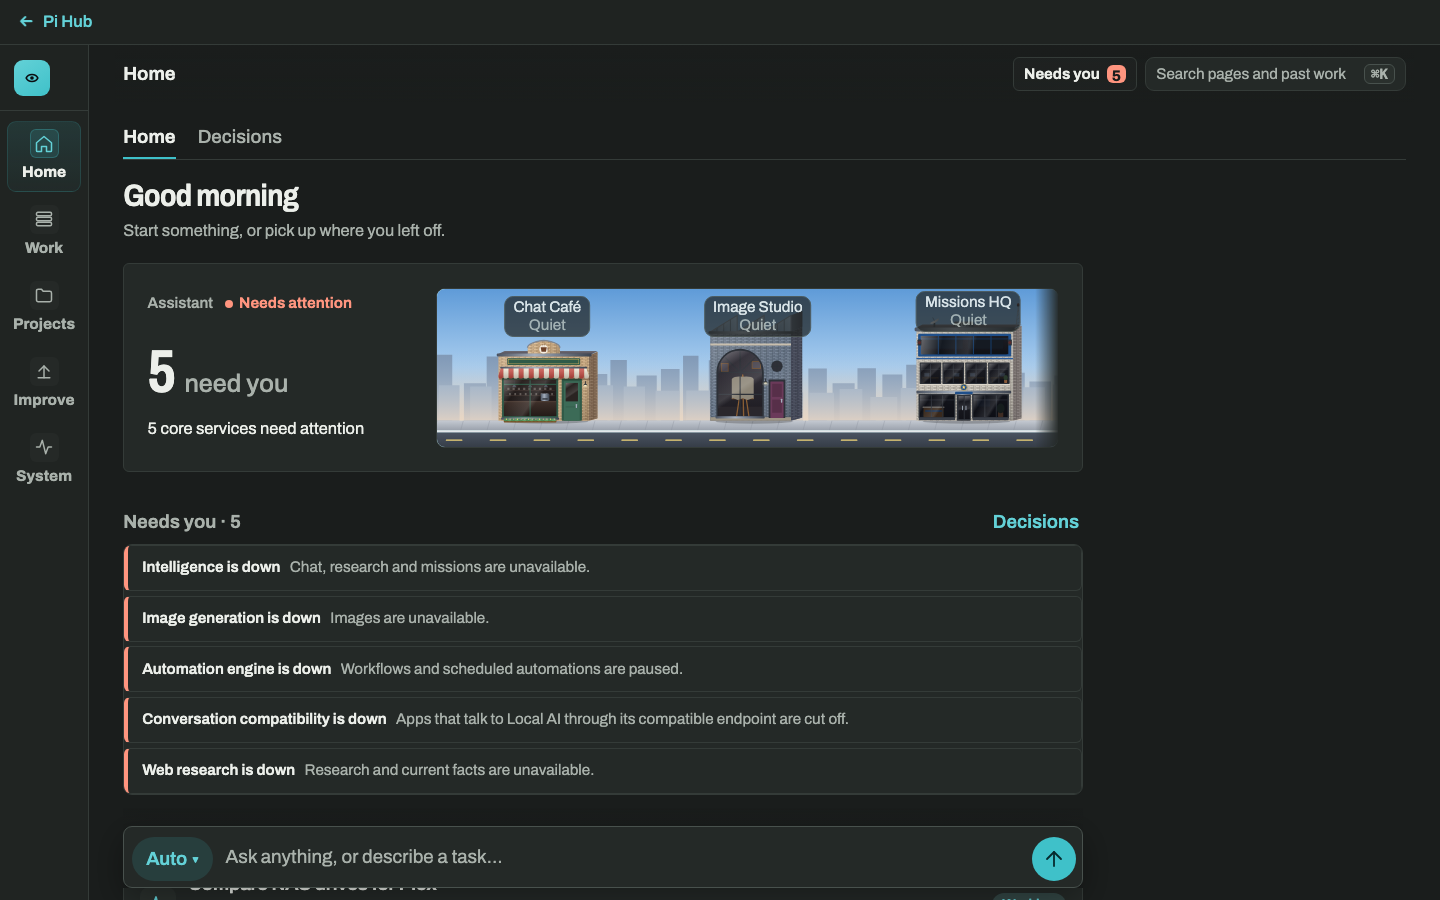 ← Pi Hub
Home
Needs you 5
Search pages and past work ⌘K
Home
Work
Projects
Improve
System
Home Decisions
Good morning
Start something, or pick up where you left off.
Assistant Needs attention
5 need you
5 core services need attention
Chat Café
Quiet
Image Studio
Quiet
Missions HQ
Quiet
Needs you · 5
Decisions
Intelligence is down Chat, research and missions are unavailable.
Image generation is down Images are unavailable.
Automation engine is down Workflows and scheduled automations are paused.
Conversation compatibility is down Apps that talk to Local AI through its compatible endpoint are cut off.
Web research is down Research and current facts are unavailable.
Auto ▾ Ask anything, or describe a task...